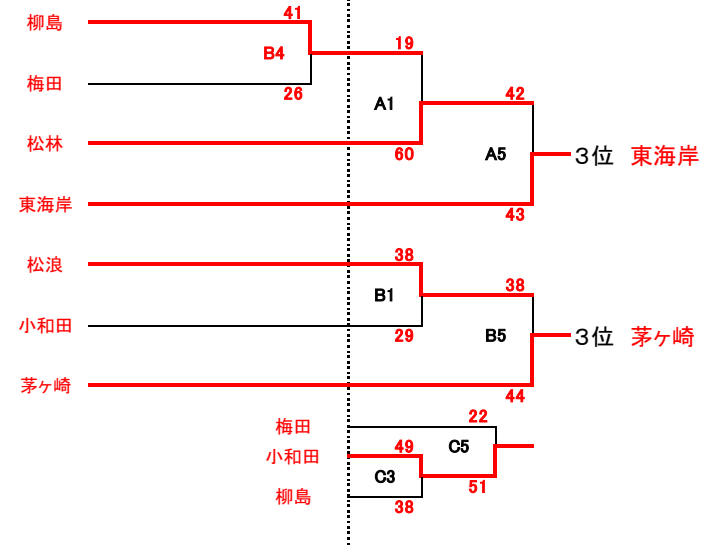 41
柳島
B4
19
梅田
26
42
A1
松林
60
A5
3位 東海岸
東海岸
43
38
松浪
38
B1
小和田
29
B5
3位 茅ヶ崎
茅ヶ崎
44
22
梅田
49
C5
小和田
C3
51
柳島
38